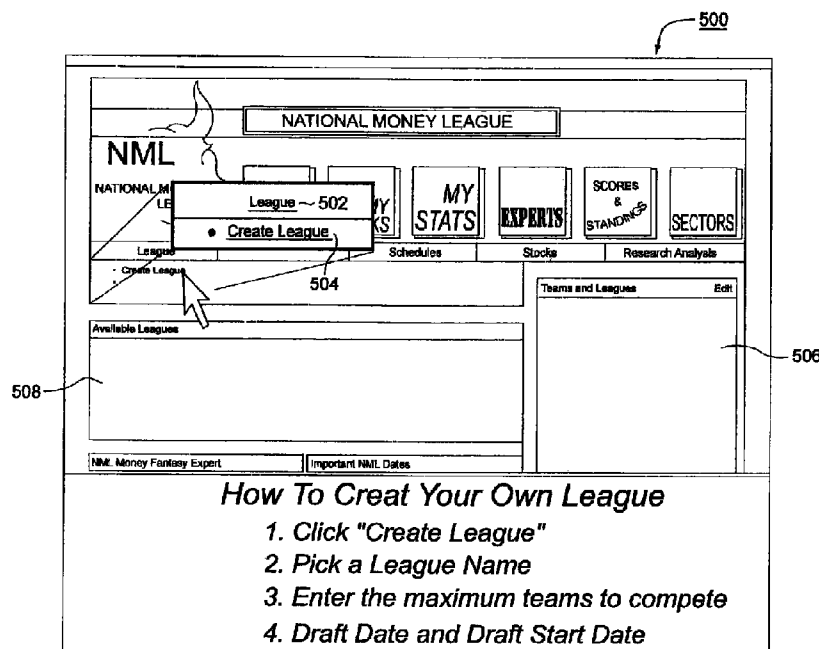 500
NATIONAL MONEY LEAGUE
NML
NATIONAL M
LE
League 502
• Create League
504
MY
STATS
EXPERTS
SCORES
&
STANDINGS
SECTORS
League
Schedules
Stocks
Research Analysis
Create League
Teams and Leagues Edit
Available Leagues
506
508
NML Money Fantasy Expert
Important NML Dates
How To Creat Your Own League
1. Click "Create League"
2. Pick a League Name
3. Enter the maximum teams to compete
4. Draft Date and Draft Start Date